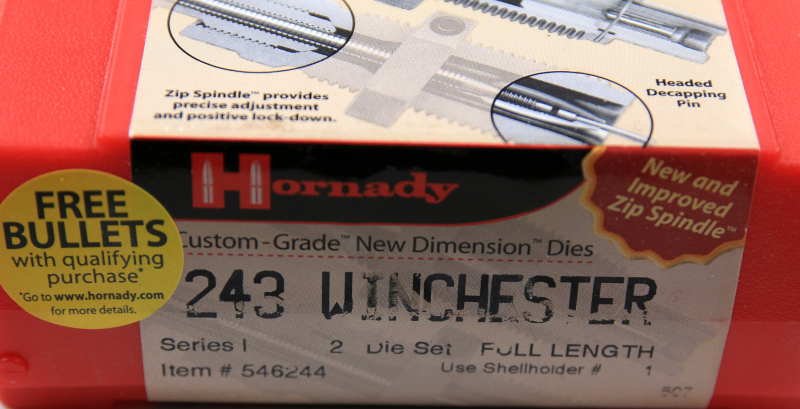 Zip Spindle™ provides
precise adjustment
and positive lock-down.
Headed
Decapping
Pin
Hornady
New and
Improved
Zip Spindle™
FREE
BULLETS
with qualifying
purchase*
*Go to www.hornady.com
for more details.
Custom-Grade™ New Dimension™ Dies
243 WINCHESTER
Series I 2 Die Set FULL LENGTH
Item # 546244 Use Shellholder # 1